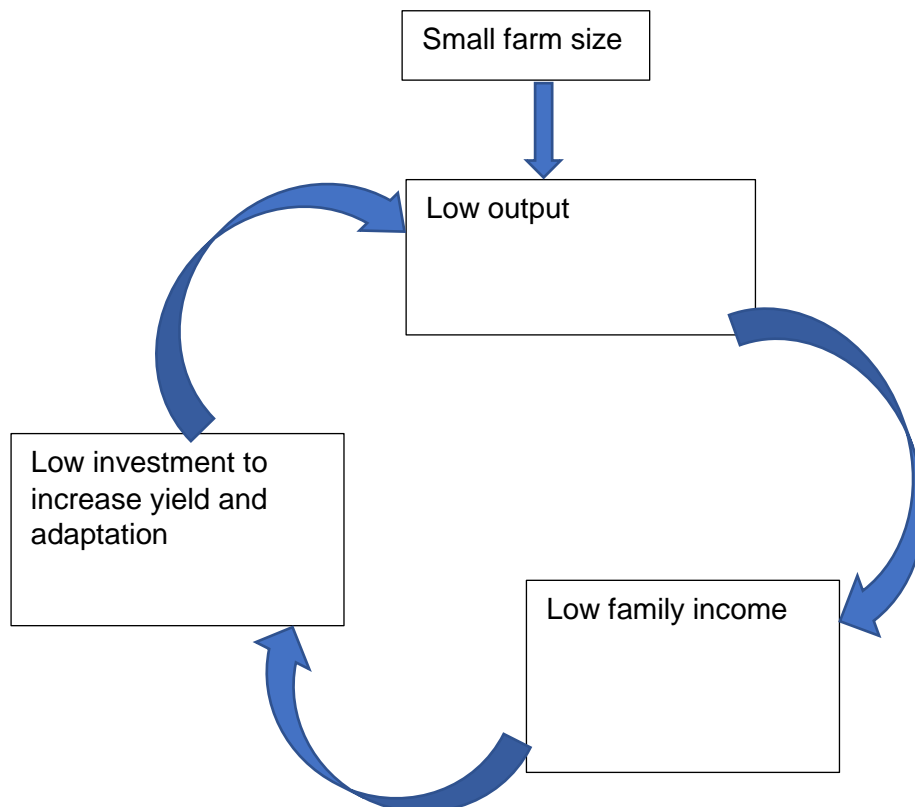 Small farm size
Low output
Low investment to
increase yield and
adaptation
Low family income